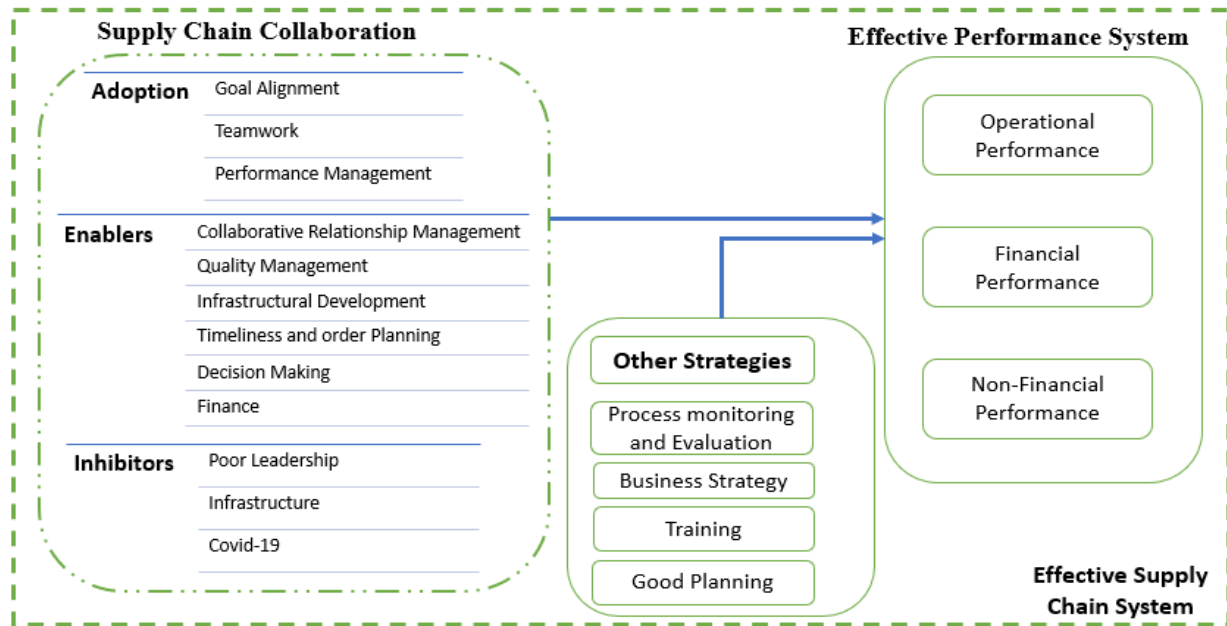 Supply Chain Collaboration
Adoption
Goal Alignment
Teamwork
Performance Management
Enablers
Collaborative Relationship Management
Quality Management
Infrastructural Development
Timeliness and order Planning
Decision Making
Finance
Inhibitors
Poor Leadership
Infrastructure
Covid-19
Other Strategies
Process monitoring
and Evaluation
Business Strategy
Training
Good Planning
Effective Performance System
Operational
Performance
Financial
Performance
Non-Financial
Performance
Effective Supply
Chain System